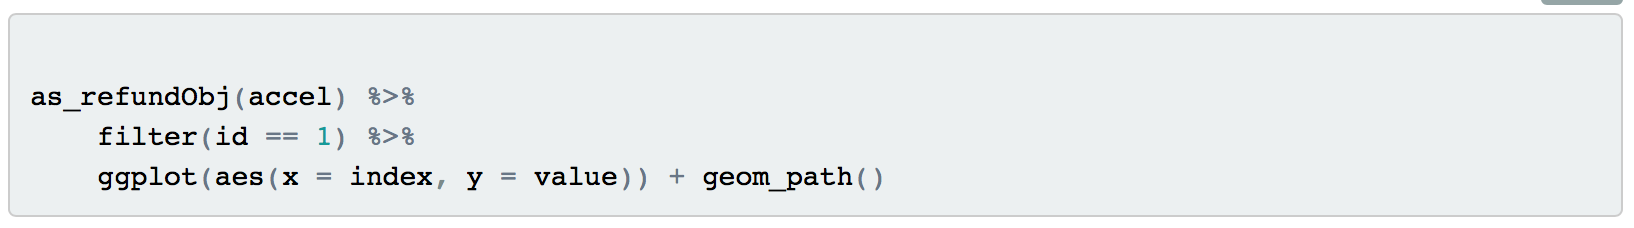 as_refundObj(accel) %>%
    filter(id == 1) %>%
    ggplot(aes(x = index, y = value)) + geom_path()